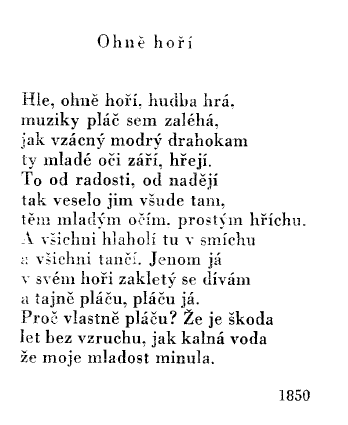 Ohně hoří
Hle, ohně hoří, hudba hrá,
muziky pláč sem zaléhá,
jak vzácný modrý drahokam
ty mladé oči září, hřejí.
To od radosti, od nadějí
tak veselo jim všude tam,
těm mladým očím, prostým hříchu.
A všichni hlaholí tu v smíchu
a všichni tančí. Jenom já
v svém hoři zakletý se dívám
a tajně pláču, pláču já.
Proč vlastně pláču? Že je škoda
let bez vzruchu, jak kalná voda
že moje mladost minula.
1850